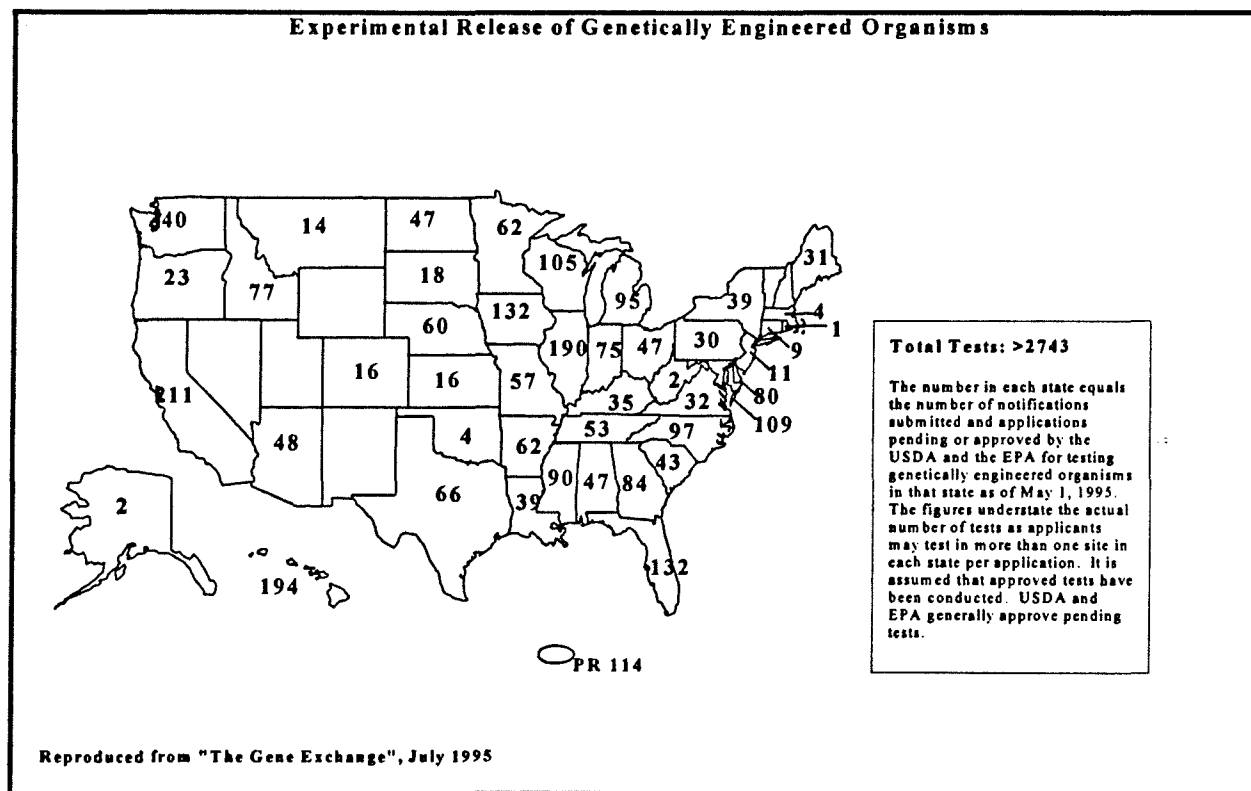 Experimental Release of Genetically Engineered Organisms
40
14
47
62
31
105
23
77
18
95
39
4
132
1
60
9
190
75
47
30
11
16
16
57
2
80
35
32
109
211
48
4
62
53
97
43
66
39
90
47
84
2
132
194
PR 114
Total Tests: >2743
The number in each state equals
the number of notifications
submitted and applications
pending or approved by the
USDA and the EPA for testing
genetically engineered organisms
in that state as of May 1, 1995.
The figures understate the actual
number of tests as applicants
may test in more than one site in
each state per application. It is
assumed that approved tests have
been conducted. USDA and
EPA generally approve pending
tests.
Reproduced from "The Gene Exchange", July 1995